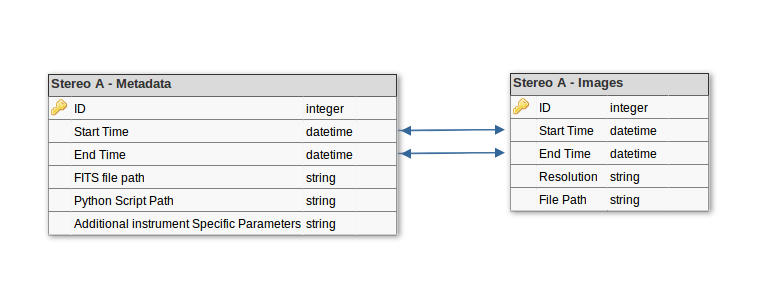 Stereo A - Metadata
ID integer
Start Time datetime
End Time datetime
FITS file path string
Python Script Path string
Additional instrument Specific Parameters string
Stereo A - Images
ID integer
Start Time datetime
End Time datetime
Resolution string
File Path string